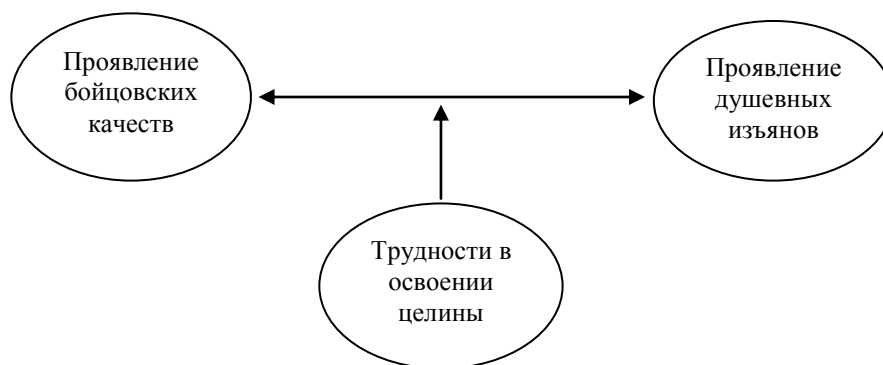 Проявление
бойцовских
качеств
Проявление
душевных
изъянов
Трудности в
освоении
целины